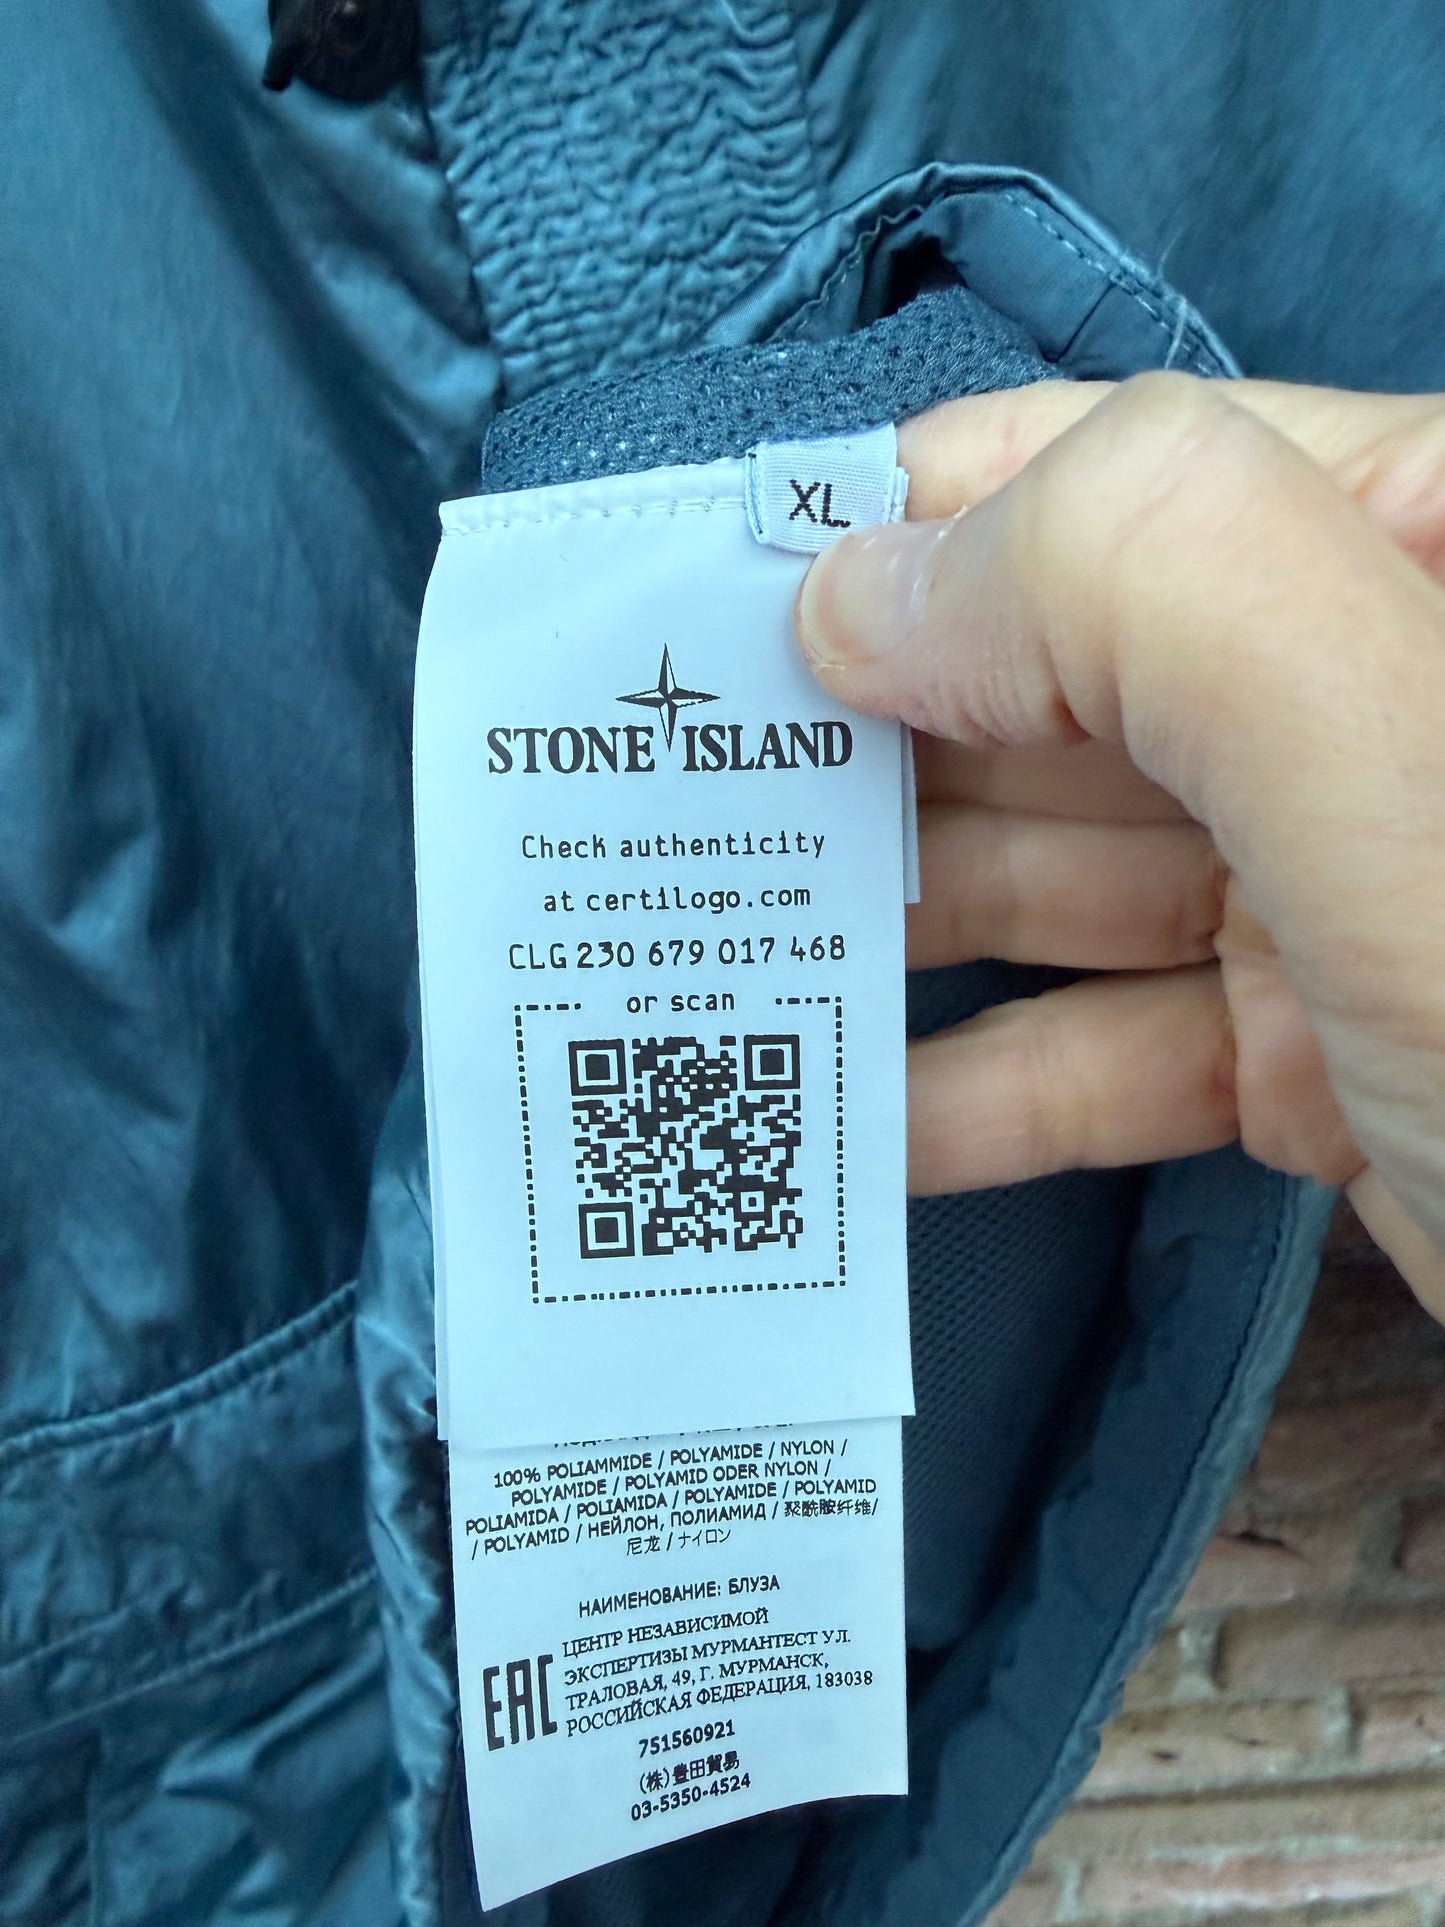 XL
STONE ISLAND
Check authenticity
at certilogo.com
CLG 230 679 017 468
or scan
100% POLIAMMIDE / POLYAMIDE / NYLON /
POLYAMIDE / POLYAMID ODER NYLON /
POLIAMIDA / POLIAMIDA / POLYAMIDE / POLYAMID
/ POLYAMID / НЕЙЛОН, ПОЛИАМИД / 聚酰胺纤维/
尼龙 / ナイロン
НАИМЕНОВАНИЕ: БЛУЗА
EAC
ЦЕНТР НЕЗАВИСИМОЙ
ЭКСПЕРТИЗЫ МУРМАНТЕСТ УЛ.
ТРАЛОВАЯ, 49, Г. МУРМАНСК,
РОССИЙСКАЯ ФЕДЕРАЦИЯ, 183038
751560921
(株)豊田貿易
03-5350-4524